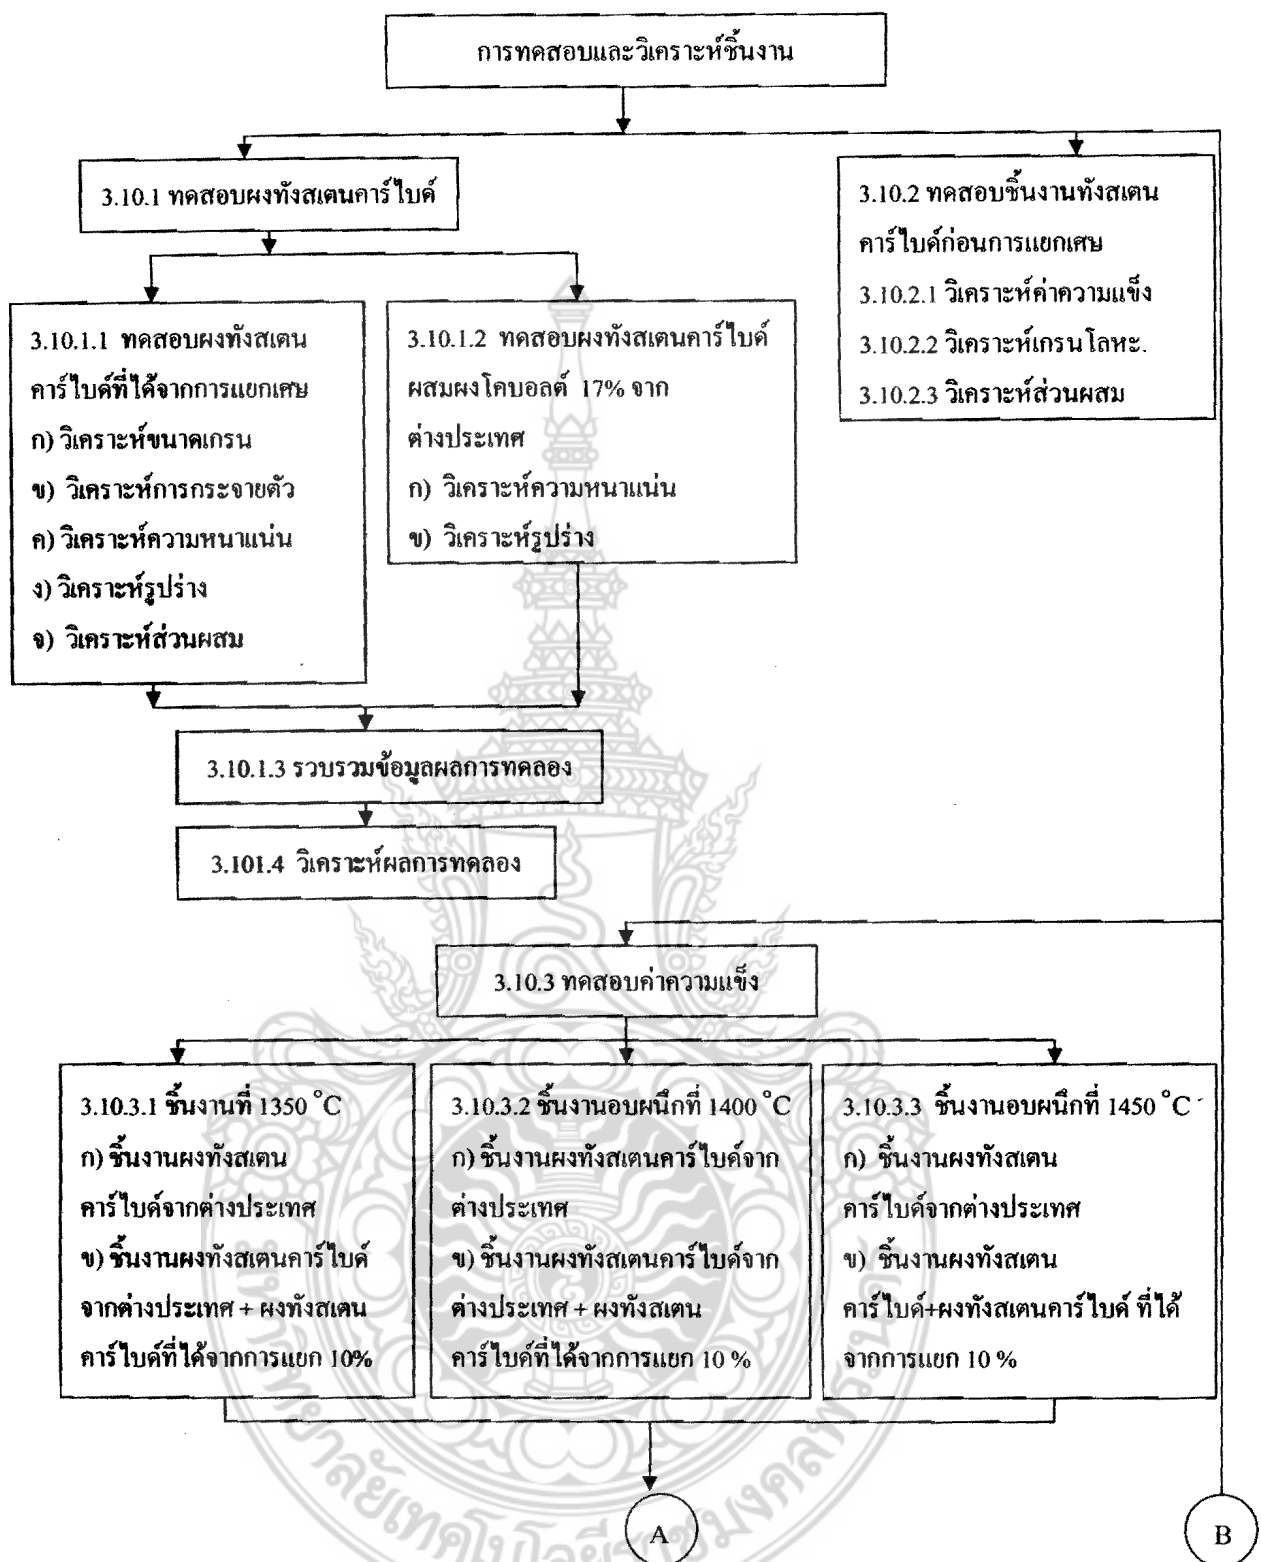 การทดสอบและวิเคราะห์ชิ้นงาน
3.10.1 ทดสอบผงทังสเตนคาร์ไบด์
3.10.2 ทดสอบชิ้นงานทังสเตน
คาร์ไบด์ก่อนการแยกเศษ
3.10.2.1 วิเคราะห์ค่าความแข็ง
3.10.2.2 วิเคราะห์เกรนโลหะ.
3.10.2.3 วิเคราะห์ส่วนผสม
3.10.1.1 ทดสอบผงทังสเตน
คาร์ไบด์ที่ได้จากการแยกเศษ
ก) วิเคราะห์ขนาดเกรน
ข) วิเคราะห์การกระจายตัว
ค) วิเคราะห์ความหนาแน่น
ง) วิเคราะห์รูปร่าง
จ) วิเคราะห์ส่วนผสม
3.10.1.2 ทดสอบผงทังสเตนคาร์ไบด์
ผสมผงโคบอลต์ 17% จาก
ต่างประเทศ
ก) วิเคราะห์ความหนาแน่น
ข) วิเคราะห์รูปร่าง
3.10.1.3 รวบรวมข้อมูลผลการทดลอง
3.101.4 วิเคราะห์ผลการทดลอง
3.10.3 ทดสอบค่าความแข็ง
3.10.3.1 ชิ้นงานที่ 1350 °C
ก) ชิ้นงานผงทังสเตน
คาร์ไบด์จากต่างประเทศ
ข) ชิ้นงานผงทังสเตนคาร์ไบด์
จากต่างประเทศ + ผงทังสเตน
คาร์ไบด์ที่ได้จากการแยก 10%
3.10.3.2 ชิ้นงานอบผนึกที่ 1400 °C
ก) ชิ้นงานผงทังสเตนคาร์ไบด์จาก
ต่างประเทศ
ข) ชิ้นงานผงทังสเตนคาร์ไบด์จาก
ต่างประเทศ + ผงทังสเตน
คาร์ไบด์ที่ได้จากการแยก 10 %
3.10.3.3 ชิ้นงานอบผนึกที่ 1450 °C
ก) ชิ้นงานผงทังสเตน
คาร์ไบด์จากต่างประเทศ
ข) ชิ้นงานผงทังสเตน
คาร์ไบด์+ผงทังสเตนคาร์ไบด์ ที่ได้
จากการแยก 10 %
A
B